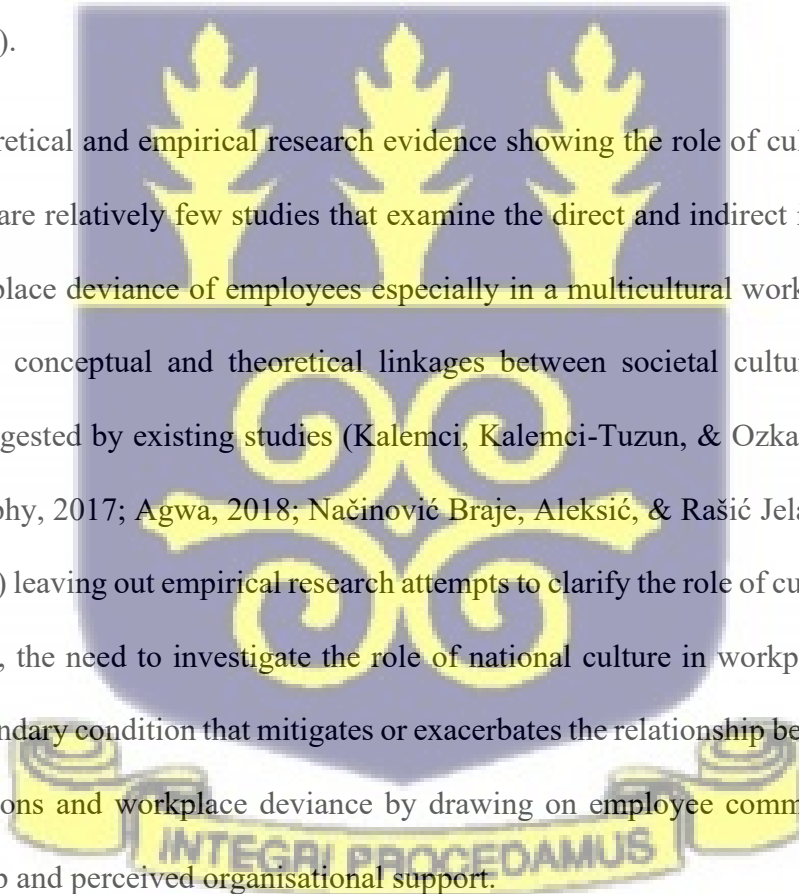 ).
retical and empirical research evidence showing the role of cul
are relatively few studies that examine the direct and indirect
place deviance of employees especially in a multicultural work
conceptual and theoretical linkages between societal cultur
ggested by existing studies (Kalemci, Kalemci-Tuzun, & Ozka
phy, 2017; Agwa, 2018; Načinović Braje, Aleksić, & Rašić Jela
) leaving out empirical research attempts to clarify the role of cu
, the need to investigate the role of national culture in workp
ndary condition that mitigates or exacerbates the relationship be
ons and workplace deviance by drawing on employee comm
INTEGRI PROCEDAMUS
p and perceived organisational support.